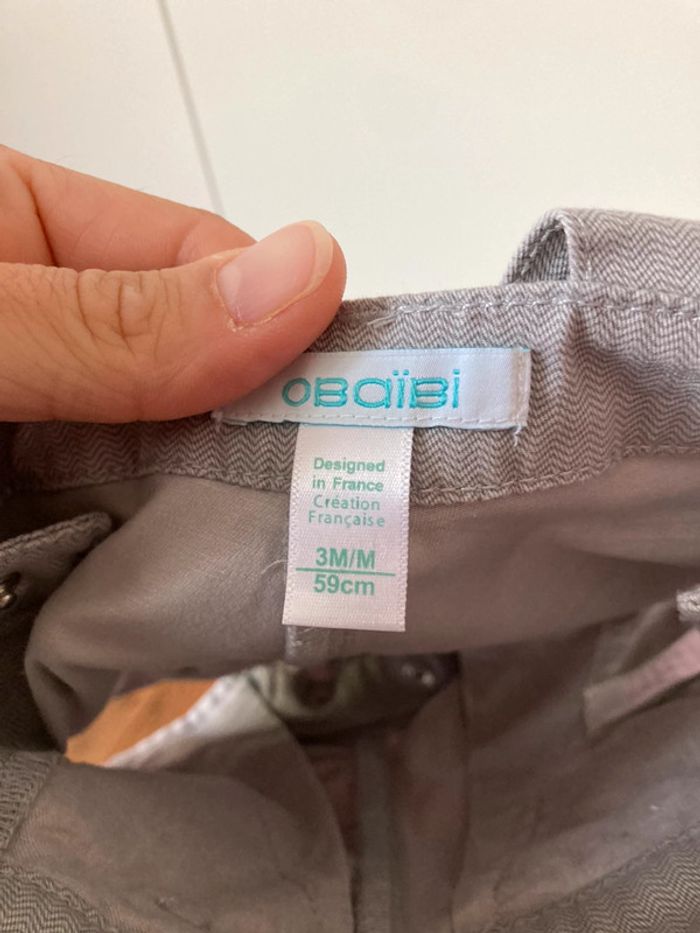 OBaïBi
Designed
in France
Création
Française
3M/M
59cm